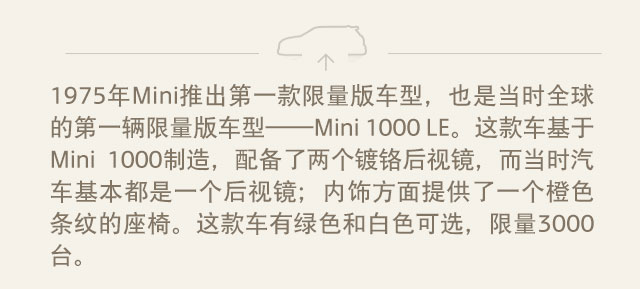 1975年Mini推出第一款限量版车型，也是当时全球
的第一辆限量版车型——Mini 1000 LE。这款车基于
Mini 1000制造，配备了两个镀铬后视镜，而当时汽
车基本都是一个后视镜；内饰方面提供了一个橙色
条纹的座椅。这款车有绿色和白色可选，限量3000
台。